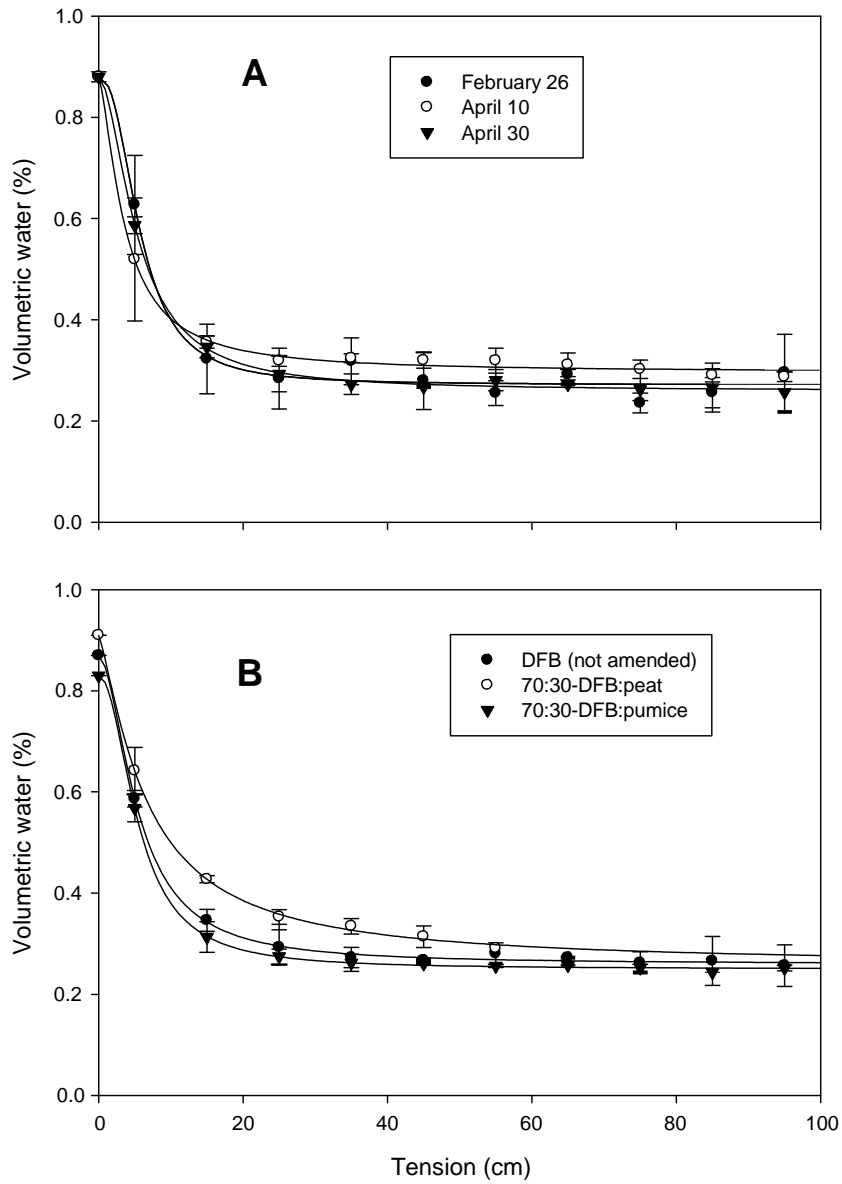 1.0
A
February 26
April 10
April 30
0.8
0.6
0.4
0.2
0.0
Volumetric water (%)
1.0
B
DFB (not amended)
70:30-DFB:peat
70:30-DFB:pumice
0.8
0.6
0.4
0.2
0.0
Volumetric water (%)
0 20 40 60 80 100
Tension (cm)